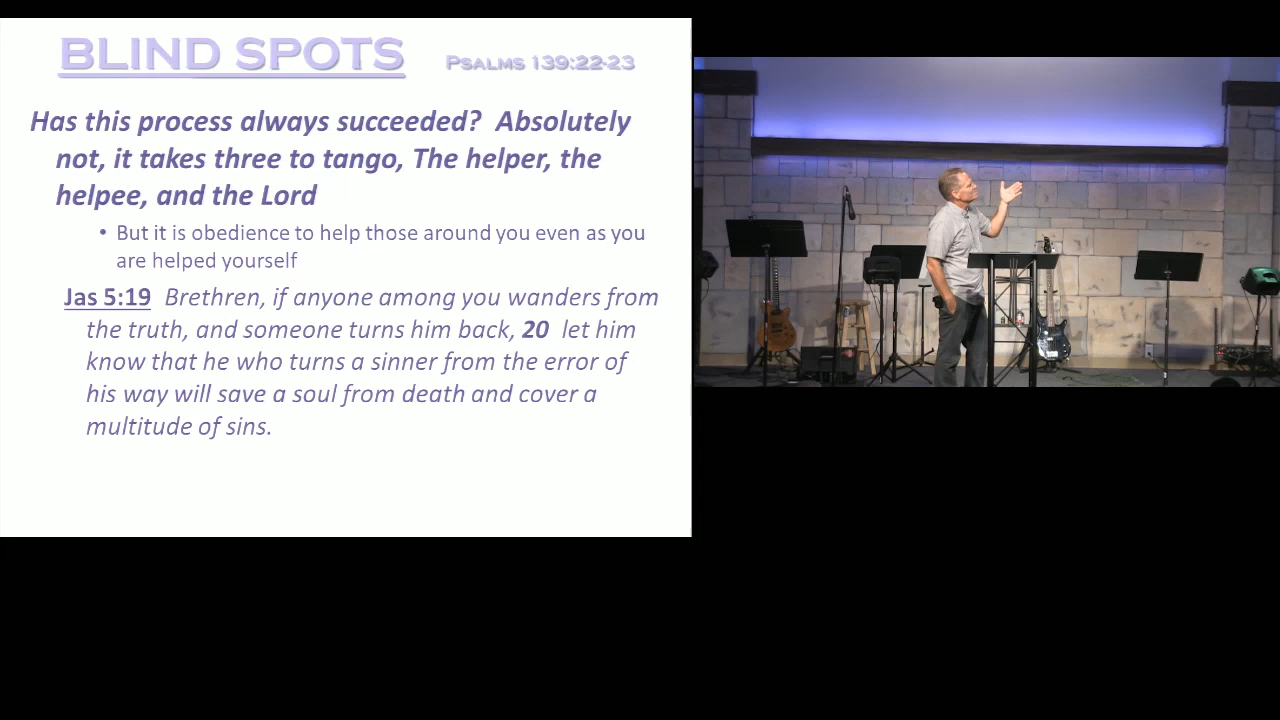 BLIND SPOTS Psalms 139:22-23
Has this process always succeeded? Absolutely
not, it takes three to tango, The helper, the
helpee, and the Lord
• But it is obedience to help those around you even as you
are helped yourself
Jas 5:19 Brethren, if anyone among you wanders from
the truth, and someone turns him back, 20 let him
know that he who turns a sinner from the error of
his way will save a soul from death and cover a
multitude of sins.